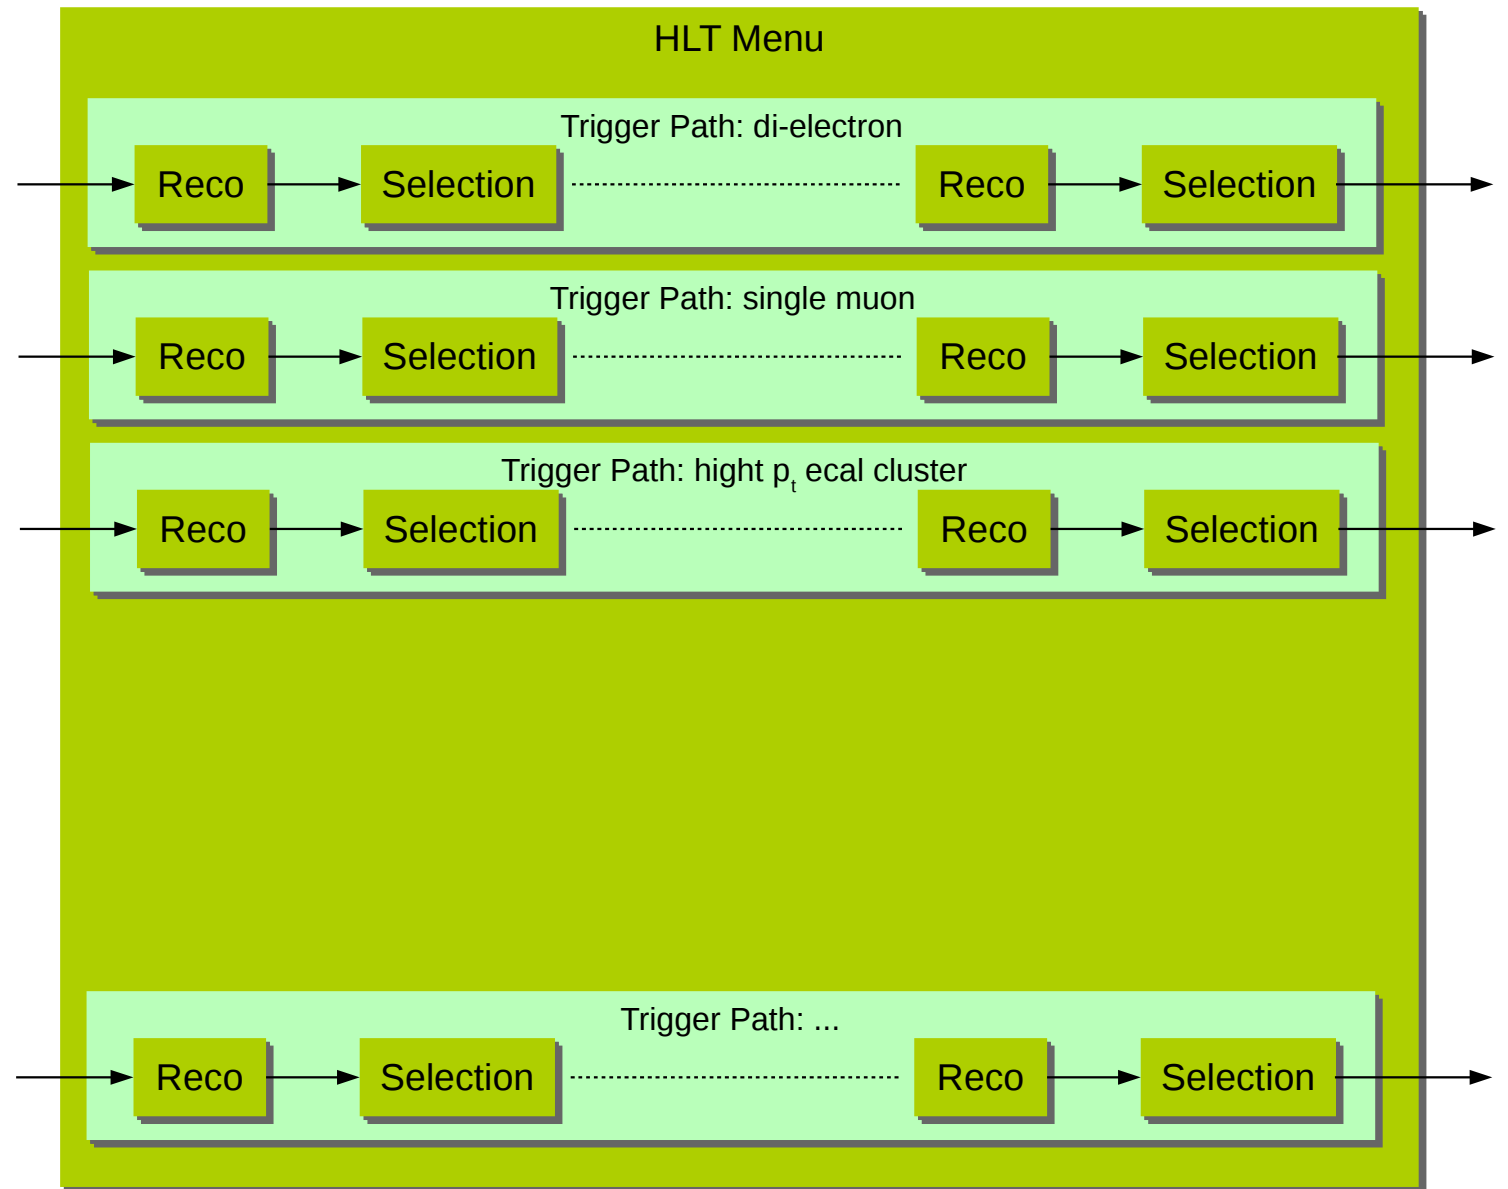 HLT Menu
Trigger Path: di-electron
Reco Selection Reco Selection
Trigger Path: single muon
Reco Selection Reco Selection
Trigger Path: hight pt ecal cluster
Reco Selection Reco Selection
Trigger Path: ...
Reco Selection Reco Selection